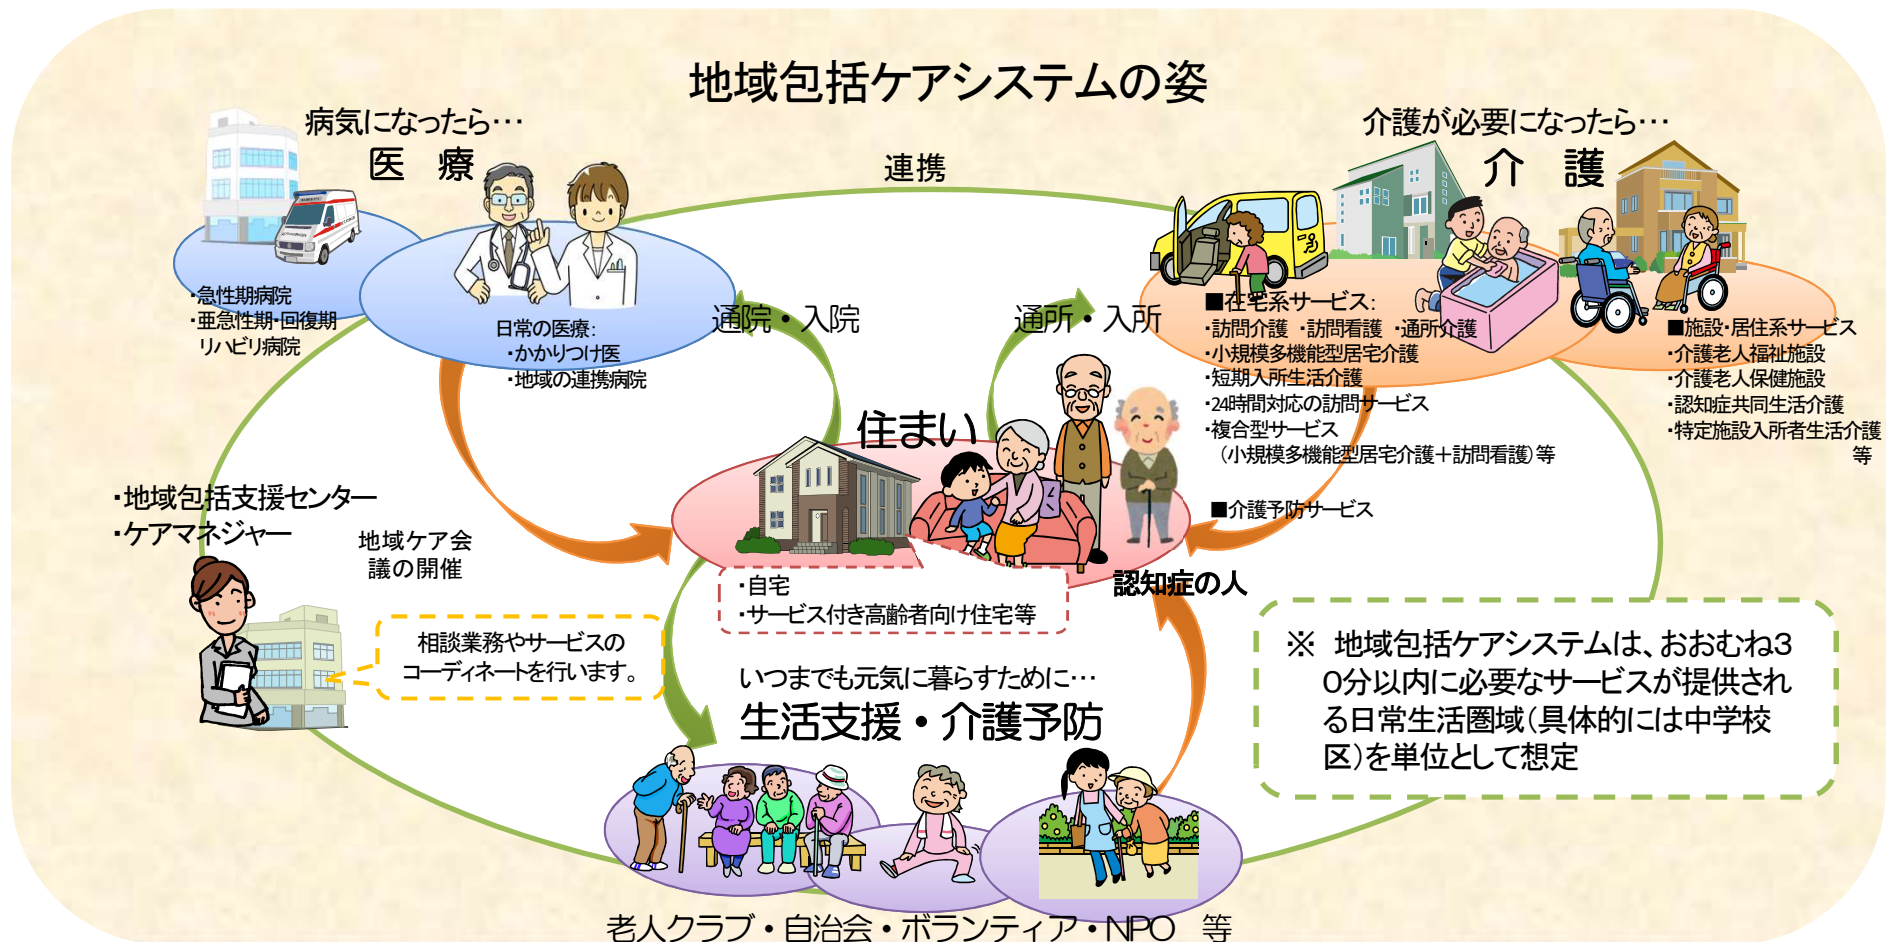 地域包括ケアシステムの姿
病気になったら…
医　療
・急性期病院
・亜急性期・回復期
リハビリ病院
日常の医療：
・かかりつけ医
・地域の連携病院
連携
通院・入院
通所・入所
介護が必要になったら…
介　護
■在宅系サービス：
・訪問介護　・訪問看護　・通所介護
・小規模多機能型居宅介護
・短期入所生活介護
・24時間対応の訪問サービス
・複合型サービス
（小規模多機能型居宅介護＋訪問看護）等
■介護予防サービス
■施設・居住系サービス
・介護老人福祉施設
・介護老人保健施設
・認知症共同生活介護
・特定施設入所者生活介護
等
住まい
・自宅
・サービス付き高齢者向け住宅等
認知症の人
・地域包括支援センター
・ケアマネジャー
地域ケア会
議の開催
相談業務やサービスの
コーディネートを行います。
いつまでも元気に暮らすために…
生活支援・介護予防
老人クラブ・自治会・ボランティア・NPO　等
※　地域包括ケアシステムは、おおむね３
０分以内に必要なサービスが提供され
る日常生活圏域（具体的には中学校
区）を単位として想定